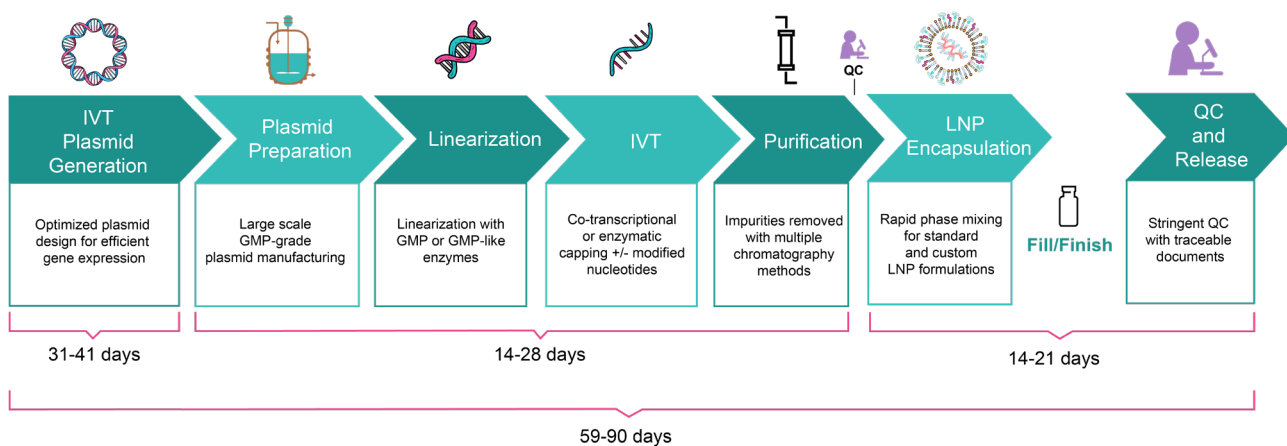 QC
IVT
Plasmid
Generation
Plasmid
Preparation
Linearization
IVT
Purification
LNP
Encapsulation
QC
and
Release
Optimized plasmid
design for efficient
gene expression
Large scale
GMP-grade
plasmid manufacturing
Linearization with
GMP or GMP-like
enzymes
Co-transcriptional
or enzymatic
capping +/- modified
nucleotides
Impurities removed
with multiple
chromatography
methods
Rapid phase mixing
for standard
and custom
LNP formulations
Fill/Finish
Stringent QC
with traceable
documents
31-41 days
14-28 days
14-21 days
59-90 days